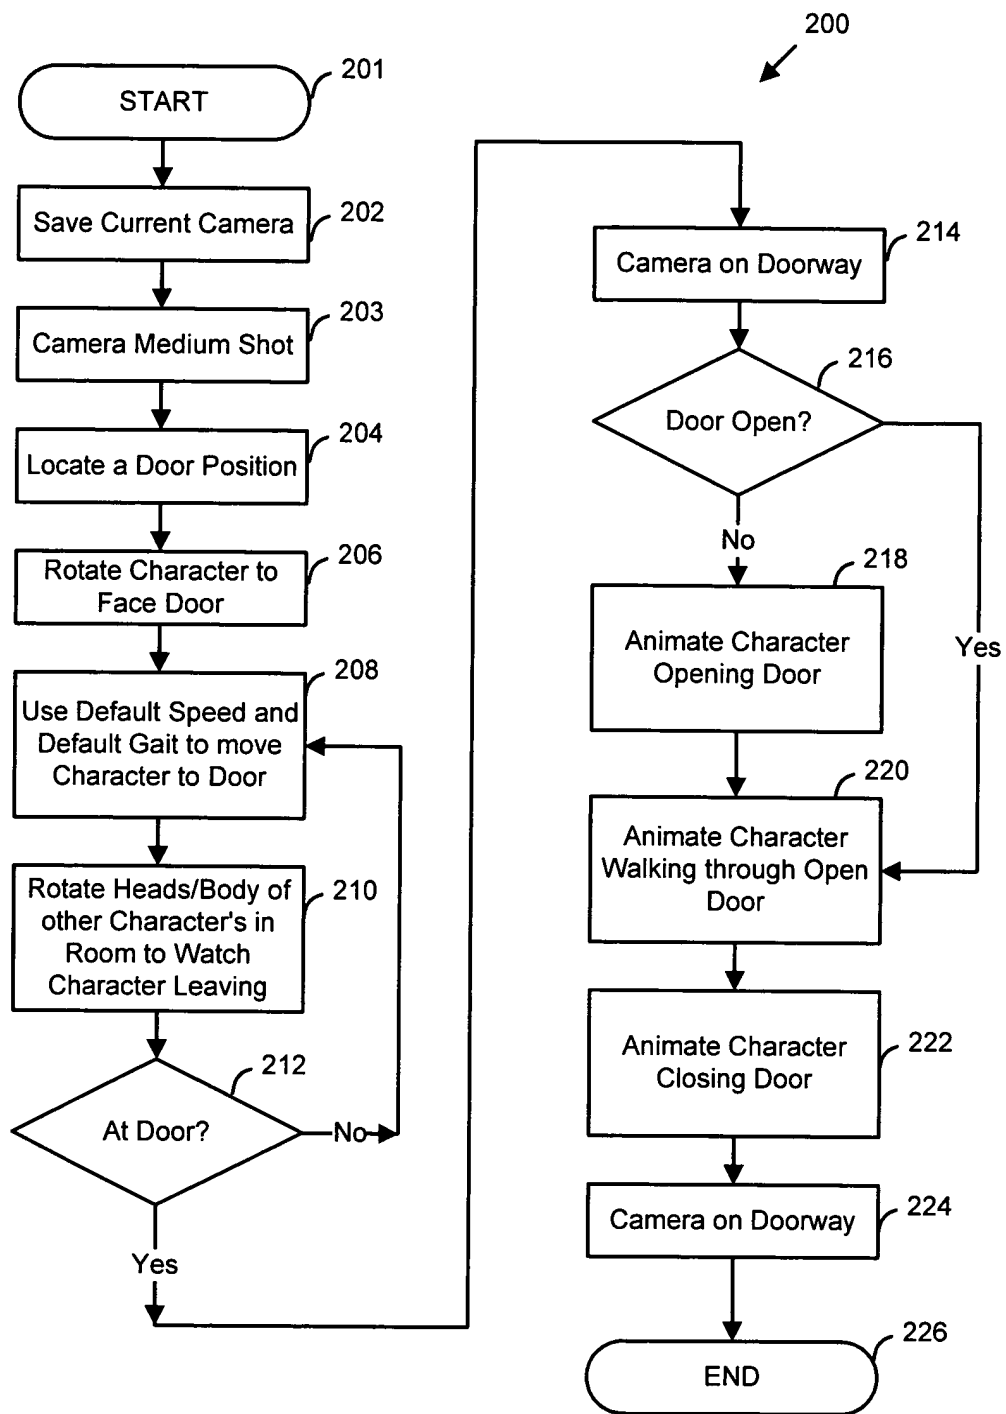 200
START
201
Save Current Camera
202
Camera Medium Shot
203
Locate a Door Position
204
Rotate Character to
Face Door
206
Use Default Speed and
Default Gait to move
Character to Door
208
Rotate Heads/Body of
other Character's in
Room to Watch
Character Leaving
210
At Door?
212
No
Yes
Camera on Doorway
214
Door Open?
216
No
Yes
Animate Character
Opening Door
218
Animate Character
Walking through Open
Door
220
Animate Character
Closing Door
222
Camera on Doorway
224
END
226